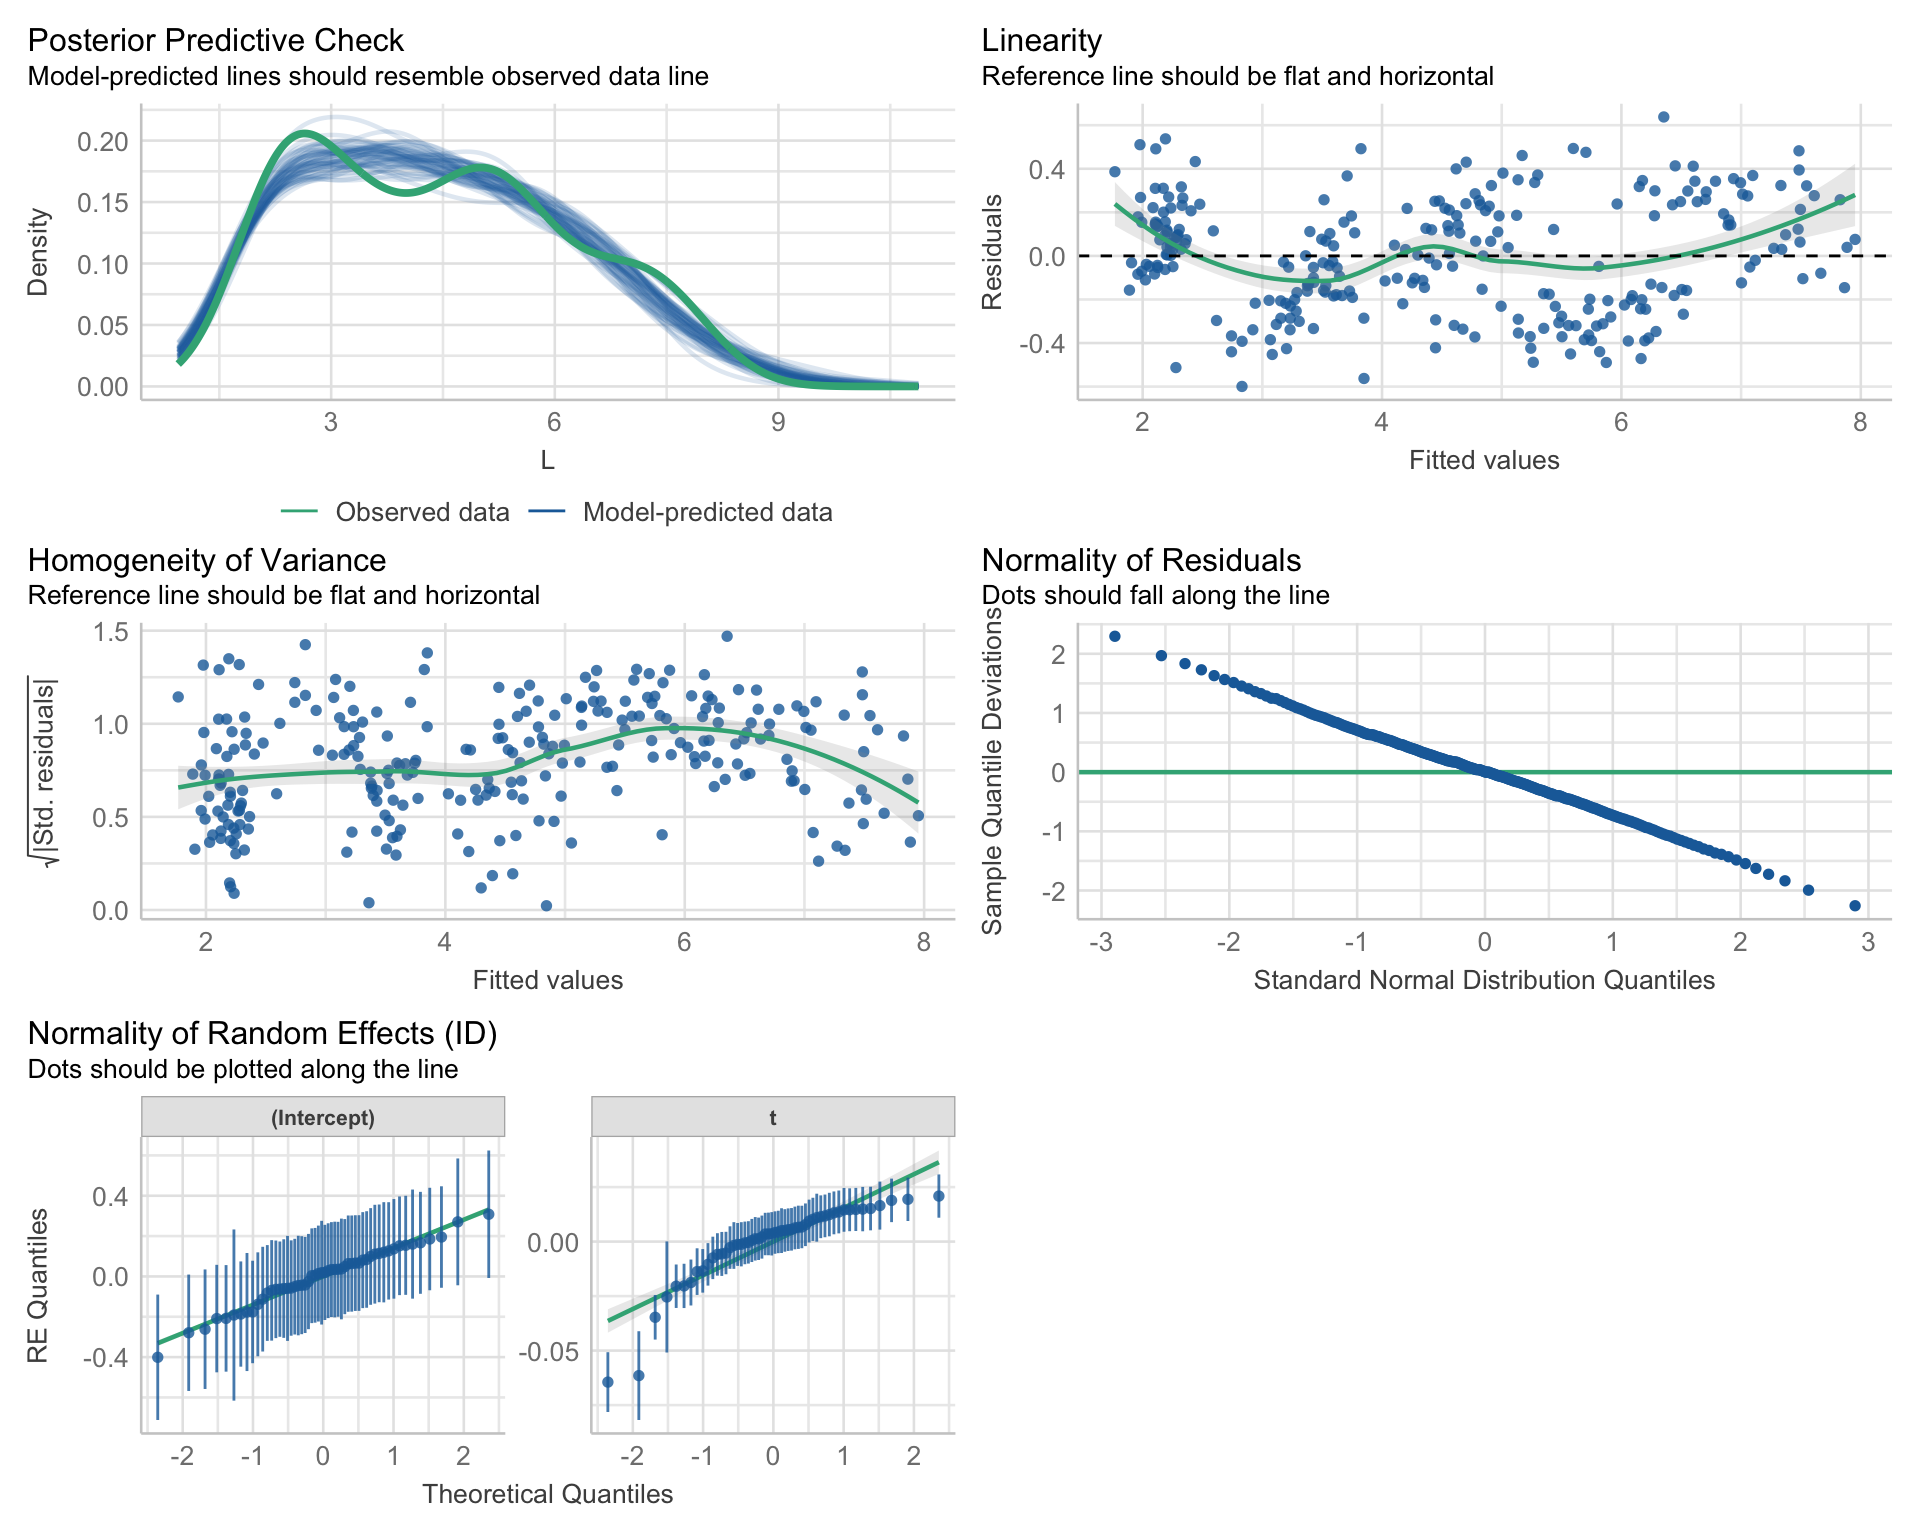 Posterior Predictive Check
Model-predicted lines should resemble observed data line
Density
0.20
0.15
0.10
0.05
0.00
3 6 9
L
Observed data Model-predicted data
Linearity
Reference line should be flat and horizontal
Residuals
0.4
0.0
-0.4
2 4 6 8
Fitted values
Homogeneity of Variance
Reference line should be flat and horizontal
√|Std. residuals|
1.5
1.0
0.5
0.0
2 4 6 8
Fitted values
Normality of Residuals
Dots should fall along the line
Sample Quantile Deviations
2
1
0
-1
-2
-3 -2 -1 0 1 2 3
Standard Normal Distribution Quantiles
Normality of Random Effects (ID)
Dots should be plotted along the line
(Intercept)
t
RE Quantiles
0.4
0.0
-0.4
-2 -1 0 1 2
0.00
-0.05
-2 -1 0 1 2
Theoretical Quantiles